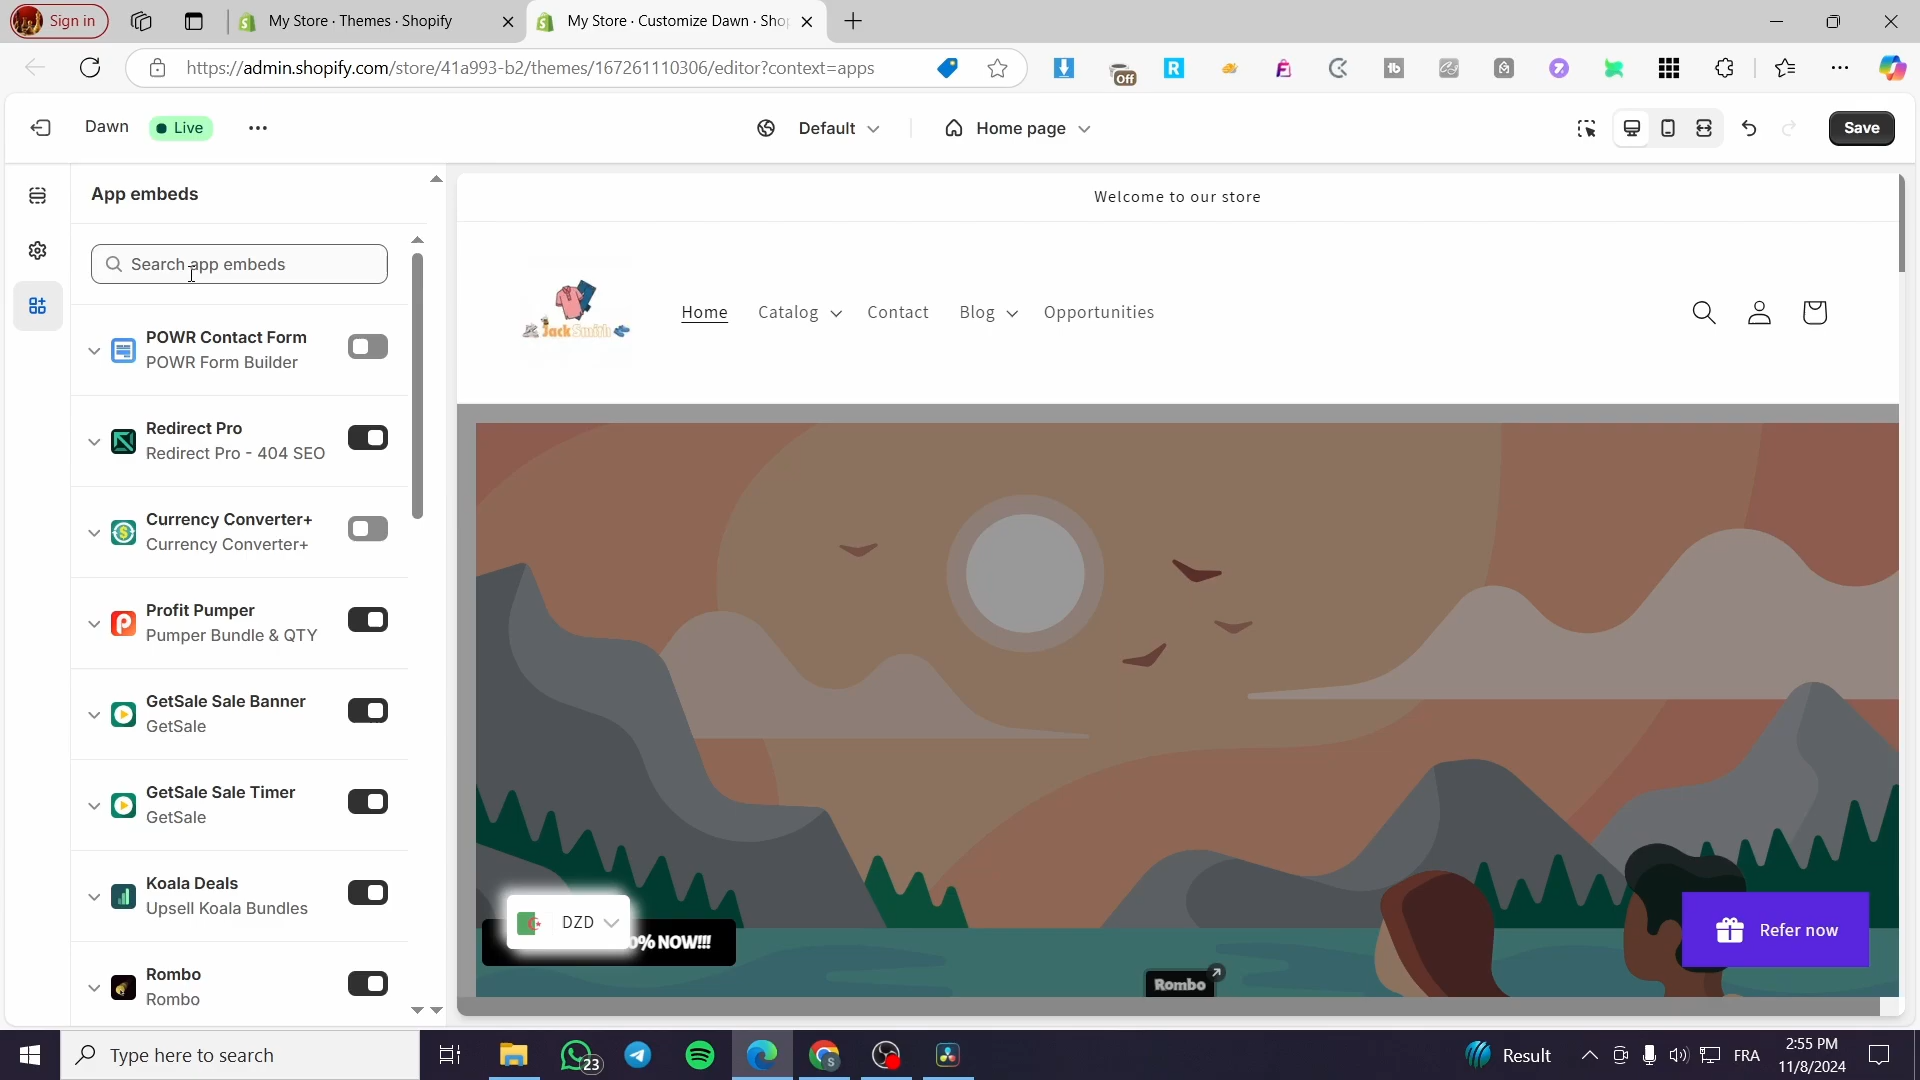 Sign in
My Store · Themes · Shopify
My Store · Customize Dawn · Sho
https://admin.shopify.com/store/41a993-b2/themes/167261110306/editor?context=apps
Off
Dawn
Live
Default
Home page
Save
App embeds
Search app embeds
POWR Contact Form
POWR Form Builder
Redirect Pro
Redirect Pro - 404 SEO
Currency Converter+
Currency Converter+
Profit Pumper
Pumper Bundle & QTY
GetSale Sale Banner
GetSale
GetSale Sale Timer
GetSale
Koala Deals
Upsell Koala Bundles
Rombo
Rombo
Welcome to our store
Jack Smith
Home
Catalog
Contact
Blog
Opportunities
DZD
0% NOW!!!
Rombo
Refer now
Type here to search
23
Result
FRA
2:55 PM
11/8/2024